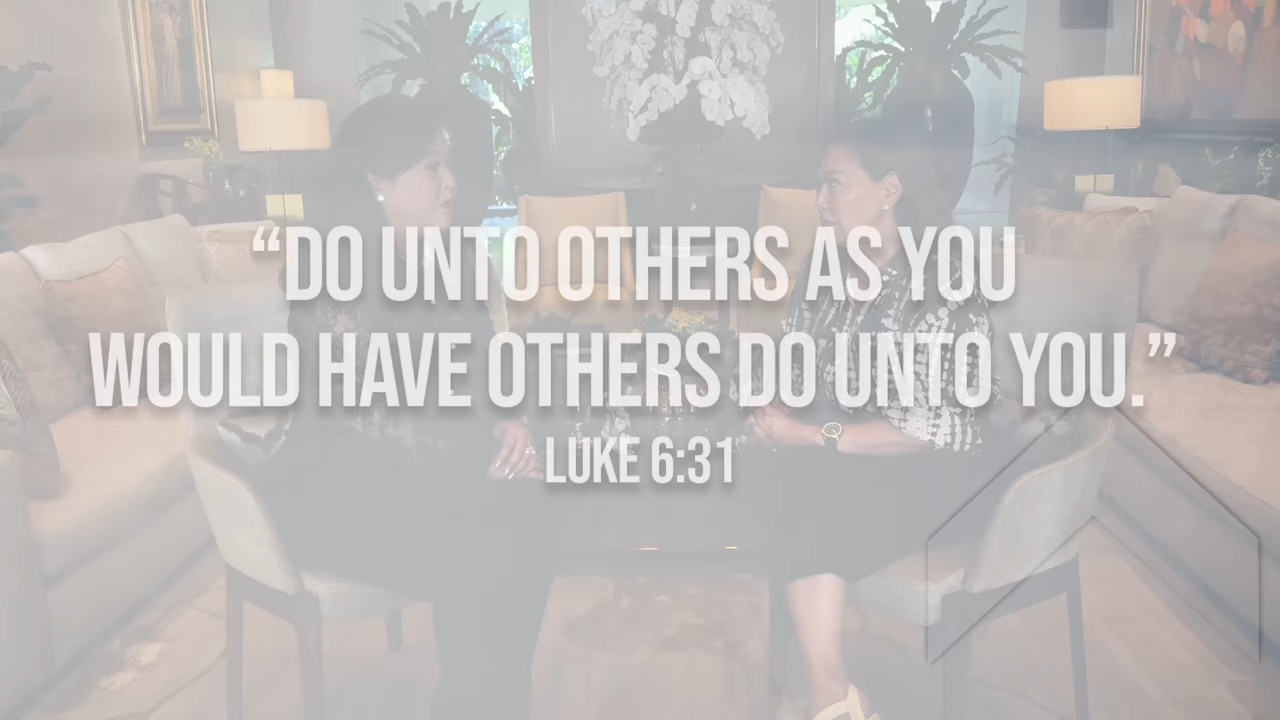 “DO UNTO OTHERS AS YOU
WOULD HAVE OTHERS DO UNTO YOU.”
LUKE 6:31